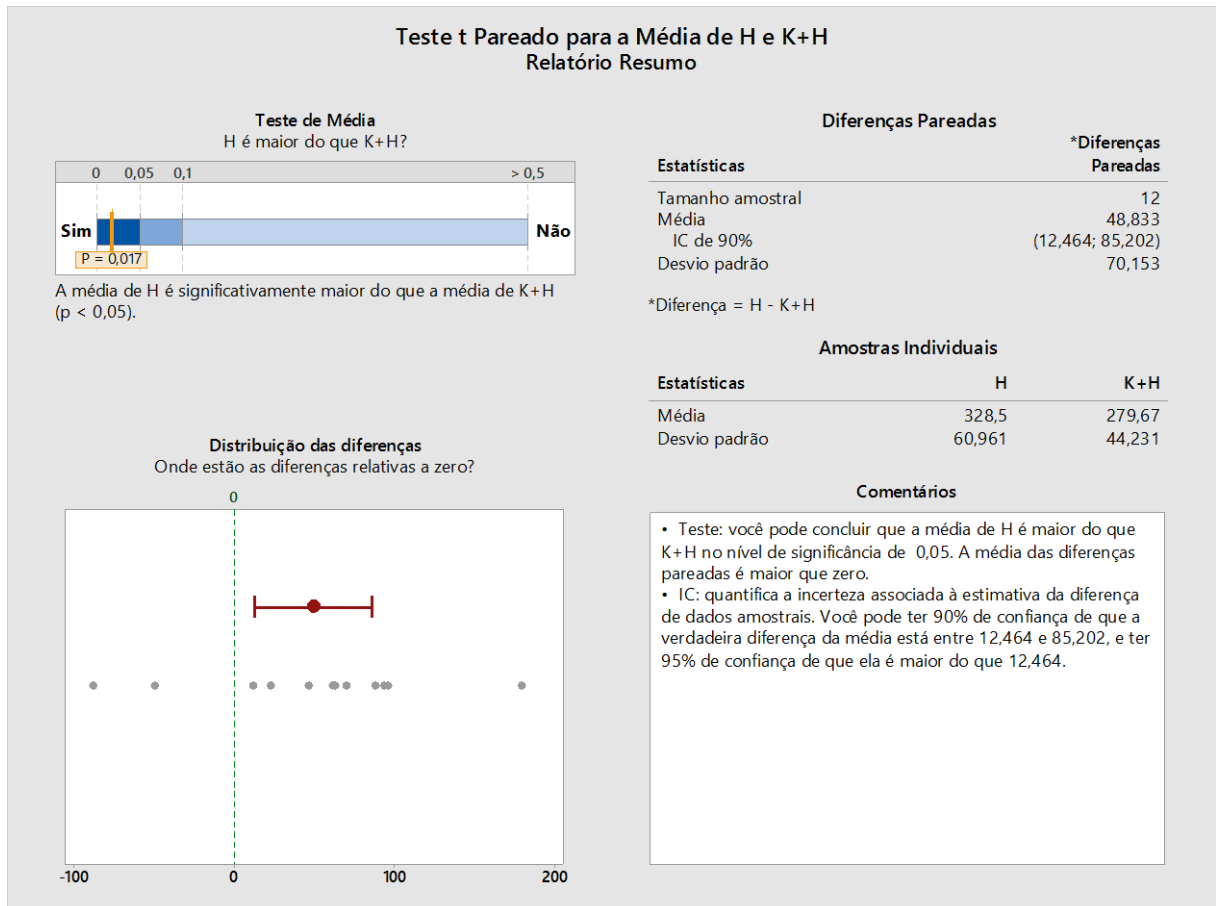 Teste t Pareado para a Média de H e K+H
Relatório Resumo
Teste de Média
H é maior do que K+H?
0 0,05 0,1 > 0,5
Sim Não
P = 0,017
A média de H é significativamente maior do que a média de K+H
(p < 0,05).
Distribuição das diferenças
Onde estão as diferenças relativas a zero?
0
-100 0 100 200
Diferenças Pareadas
*Diferenças
Estatísticas Pareadas
Tamanho amostral 12
Média 48,833
IC de 90% (12,464; 85,202)
Desvio padrão 70,153
*Diferença = H - K+H
Amostras Individuais
Estatísticas H K+H
Média 328,5 279,67
Desvio padrão 60,961 44,231
Comentários
• Teste: você pode concluir que a média de H é maior do que
K+H no nível de significância de 0,05. A média das diferenças
pareadas é maior que zero.
• IC: quantifica a incerteza associada à estimativa da diferença
de dados amostrais. Você pode ter 90% de confiança de que a
verdadeira diferença da média está entre 12,464 e 85,202, e ter
95% de confiança de que ela é maior do que 12,464.